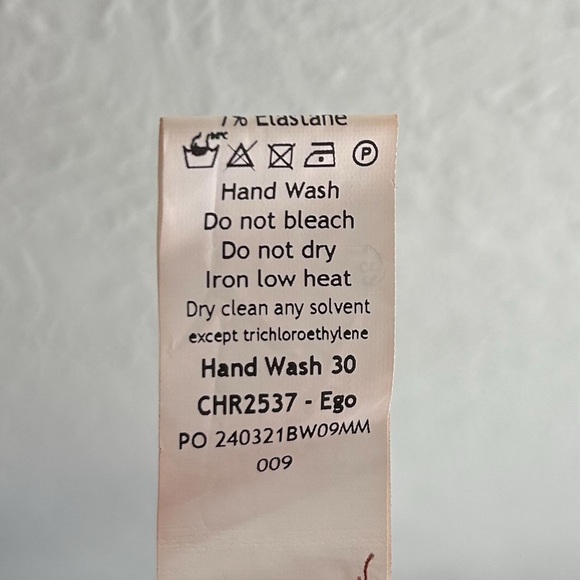 7% Elastane
P
Hand Wash
Do not bleach
Do not dry
Iron low heat
Dry clean any solvent
except trichloroethylene
Hand Wash 30
CHR2537 - Ego
PO 240321BW09MM
009